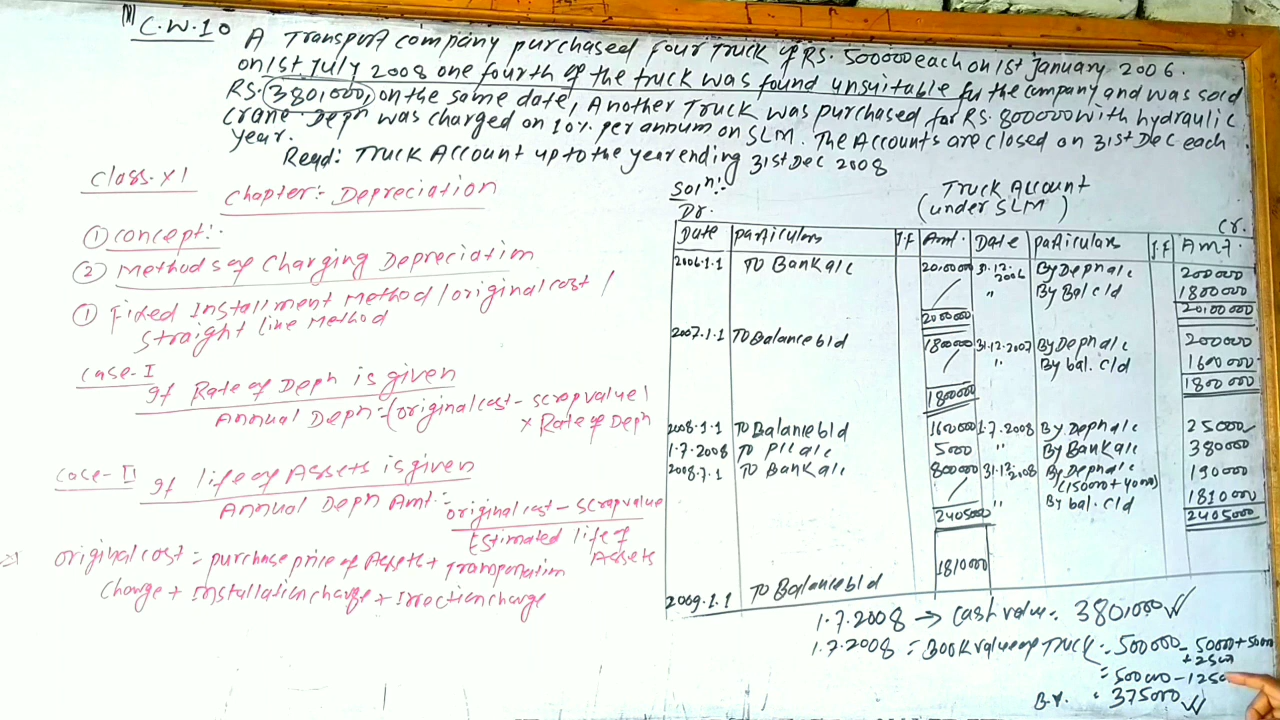 C.W.10
A Transport company purchased four Truck of Rs. 500000 each on 1st January 2006.
on 1st July 2008 one fourth of the truck was found unsuitable for the company and was sold
RS. 380,000, on the same date, Another Truck was purchased for RS. 800000 with hydraulic
crane Depn was charged on 10% per annum on SLM. The Accounts are closed on 31st Dec each
year.
Reqd: Truck Account up to the year ending 31st Dec 2008
Class-XI
Chapter:- Depreciation
① concept:-
② Methods of Charging Depreciation
① Fixed Installment Method / original cost /
Straight line Method
Case-I
If Rate of Depn is given
Annual Depn = (original cost - scrap value)
x Rate of Depn
Case-II
If life of Assets is given
Annual Depn Amt. = original cost - scrap value
Estimated life of
Assets
original cost = purchase price of Assets + Transportation
Charge + Installation charge + Irrection charge
Soln:-
Truck Account
(under SLM)
Dr.
Cr.
Date Particulars J.F Amt. Date Particulars J.F Amt.
2006.1.1 To Bank a/c 2000000 31.12.2006 By Depn a/c 200000
" By Bal c/d 1800000
2000000 2000000
2007.1.1 To Balance b/d 1800000 31.12.2007 By Depn a/c 200000
" By bal. c/d 1600000
1800000 1800000
2008.1.1 To Balance b/d 1600000 1.7.2008 By Depn a/c 25000
1.7.2008 To P/L a/c 5000 " By Bank a/c 380000
2008.7.1 To Bank a/c 800000 31.12.08 By Depn a/c 190000
(150000 + 40000)
" By bal. c/d 1810000
2405000 2405000
2009.1.1 To Balance b/d 1810000
1.7.2008 → Cash value = 380,000
1.7.2008 = Book value of Truck = 500000 - 50000 + 50000
+ 25000
= 500000 - 125
B.V. = 375000